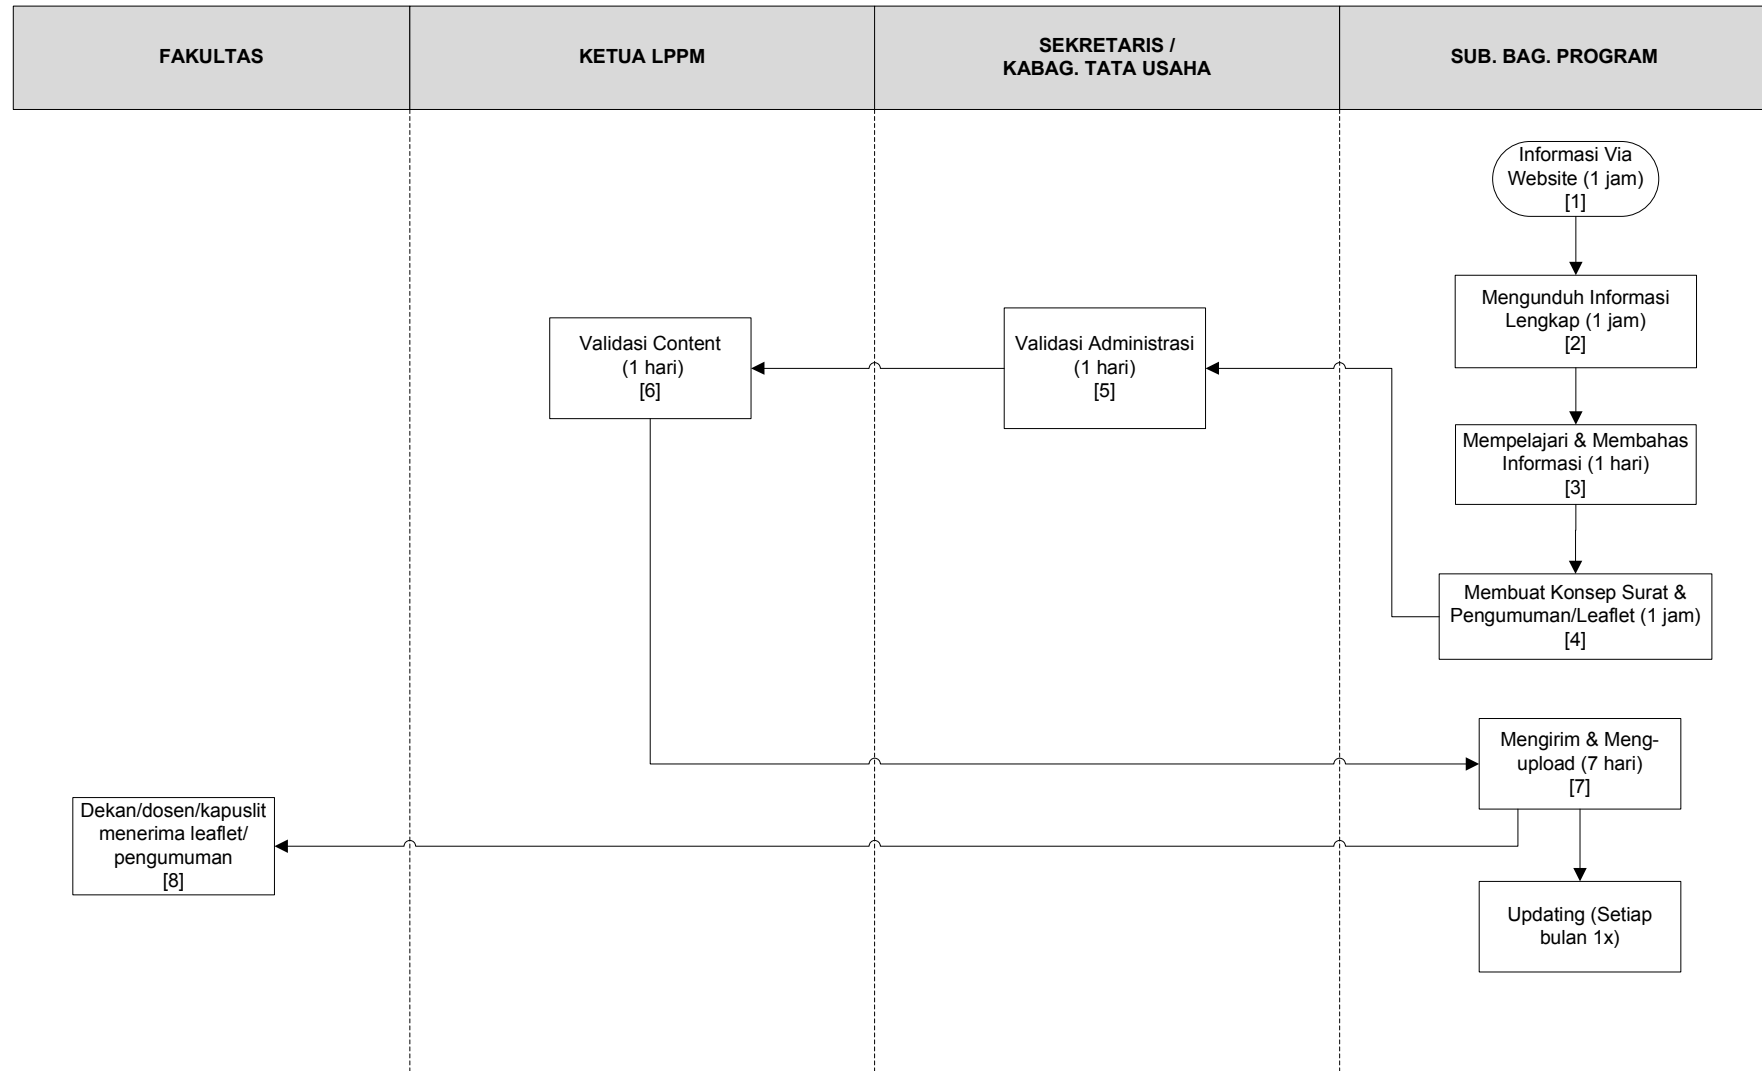 FAKULTAS
KETUA LPPM
SEKRETARIS /
KABAG. TATA USAHA
SUB. BAG. PROGRAM
Informasi Via
Website (1 jam)
[1]
Mengunduh Informasi
Lengkap (1 jam)
[2]
Mempelajari & Membahas
Informasi (1 hari)
[3]
Membuat Konsep Surat &
Pengumuman/Leaflet (1 jam)
[4]
Validasi Administrasi
(1 hari)
[5]
Validasi Content
(1 hari)
[6]
Mengirim & Meng-
upload (7 hari)
[7]
Dekan/dosen/kapuslit
menerima leaflet/
pengumuman
[8]
Updating (Setiap
bulan 1x)